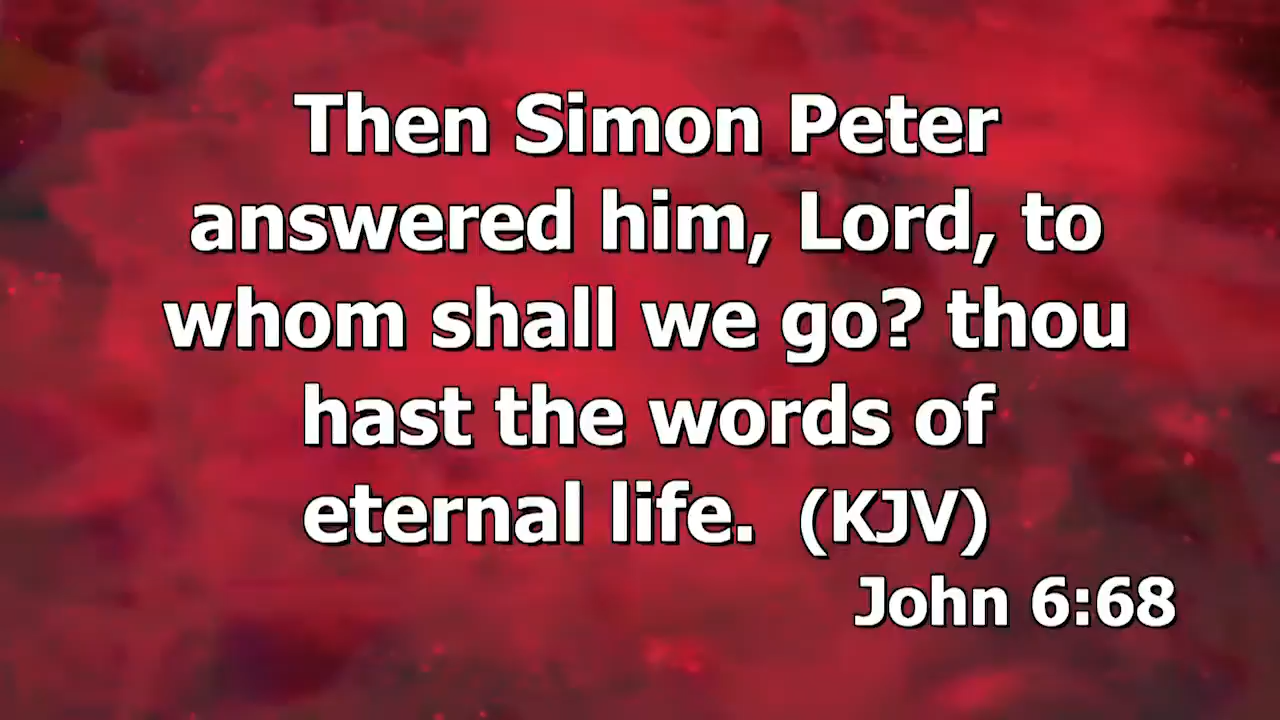 Then Simon Peter
answered him, Lord, to
whom shall we go? thou
hast the words of
eternal life.  (KJV)
John 6:68